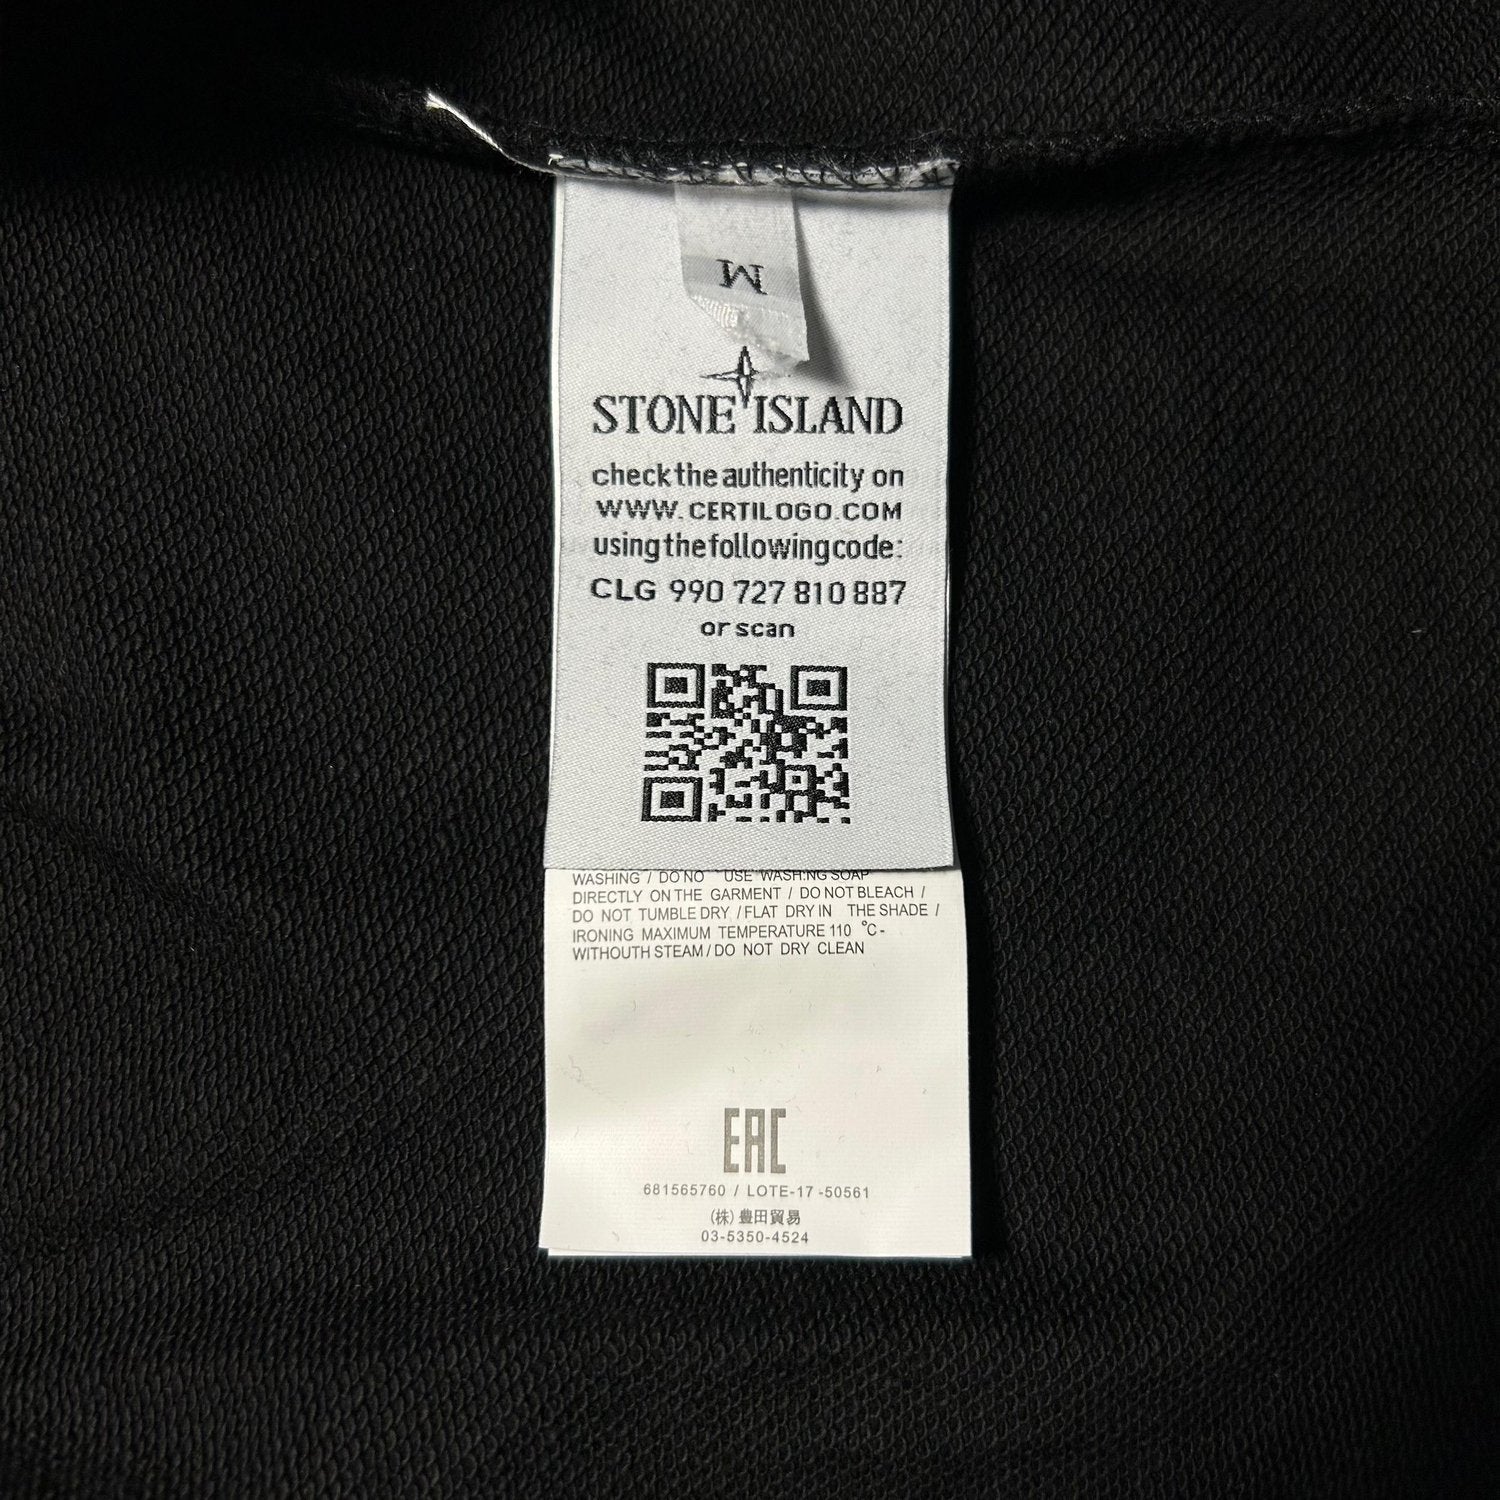 M
STONE ISLAND
check the authenticity on
WWW.CERTILOGO.COM
using the following code:
CLG 990 727 810 887
or scan
WASHING / DO NO USE WASH:NG SOAP
DIRECTLY ON THE GARMENT / DO NOT BLEACH /
DO NOT TUMBLE DRY / FLAT DRY IN THE SHADE /
IRONING MAXIMUM TEMPERATURE 110 °C -
WITHOUTH STEAM / DO NOT DRY CLEAN
EAC
681565760 / LOTE-17 -50561
(株)豊田貿易
03-5350-4524